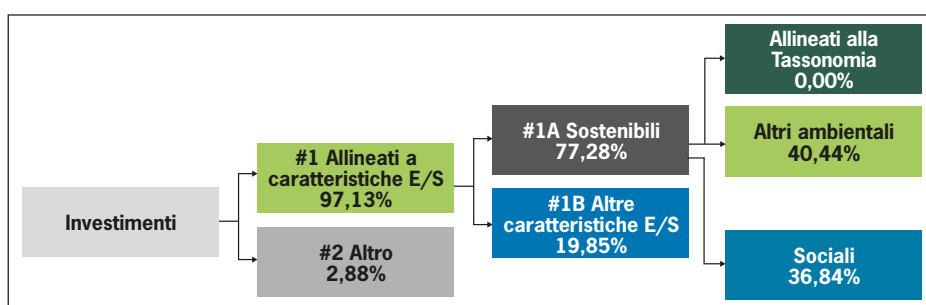 Investimenti
#1 Allineati a
caratteristiche E/S
97,13%
#2 Altro
2,88%
#1A Sostenibili
77,28%
#1B Altre
caratteristiche E/S
19,85%
Allineati alla
Tassonomia
0,00%
Altri ambientali
40,44%
Sociali
36,84%